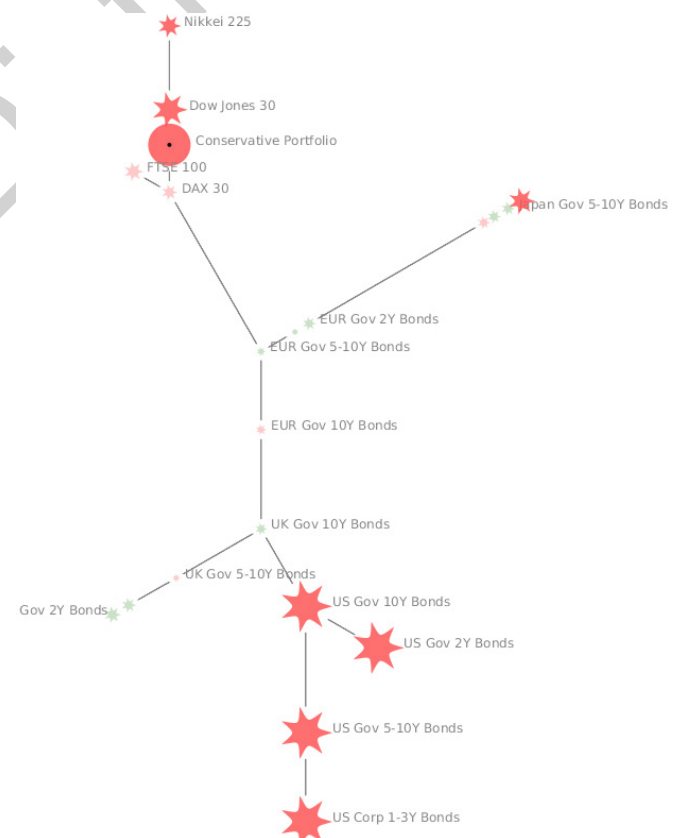 Nikkei 225
Dow Jones 30
Conservative Portfolio
FTSE 100
DAX 30
Japan Gov 5-10Y Bonds
EUR Gov 2Y Bonds
EUR Gov 5-10Y Bonds
EUR Gov 10Y Bonds
UK Gov 10Y Bonds
UK Gov 5-10Y Bonds
US Gov 10Y Bonds
Gov 2Y Bonds
US Gov 2Y Bonds
US Gov 5-10Y Bonds
US Corp 1-3Y Bonds